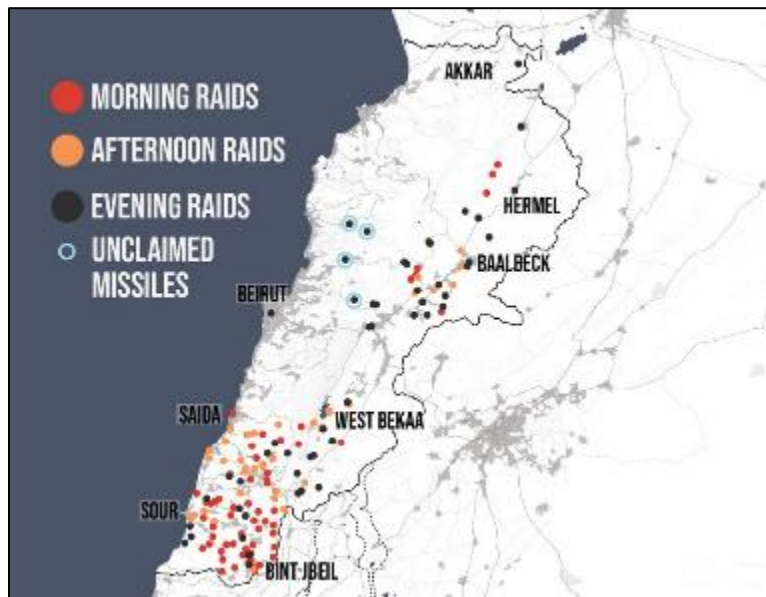 AKKAR
MORNING RAIDS
AFTERNOON RAIDS
EVENING RAIDS
HERMEL
UNCLAIMED
MISSILES
BAALBECK
BEIRUT
SAIDA
WEST BEKAA
SOUR
BINT JBEIL